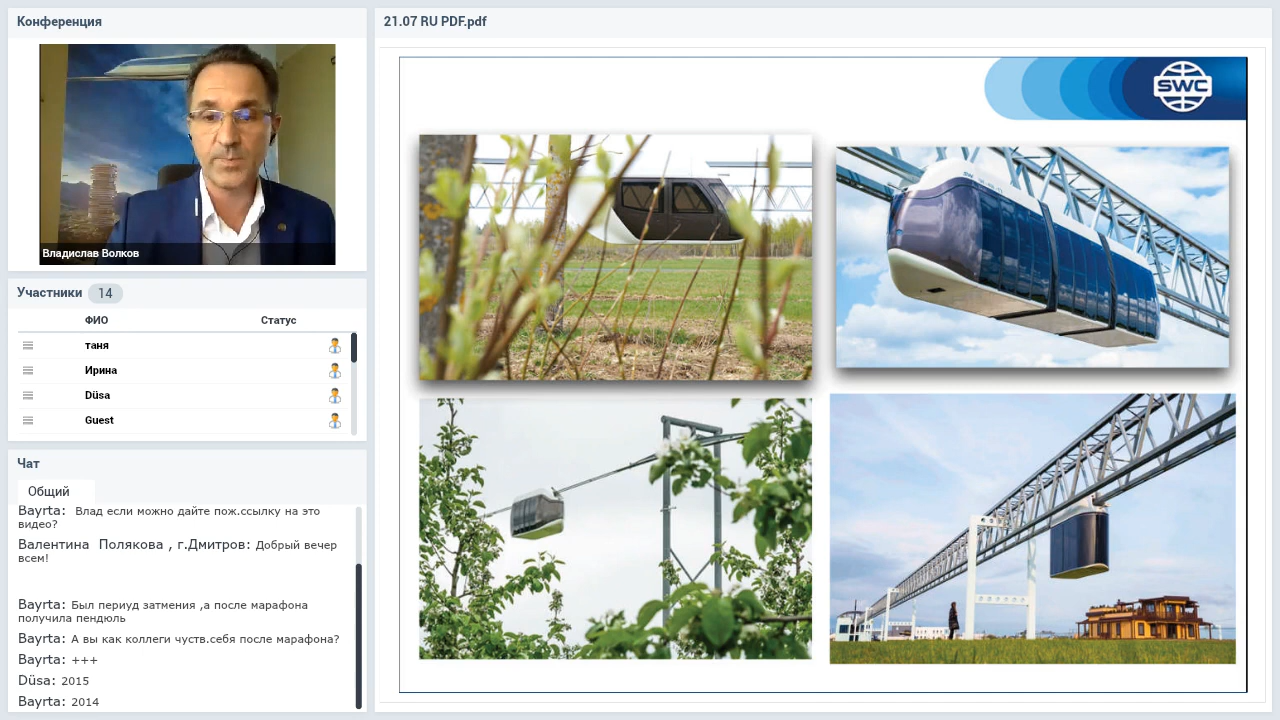 Конференция
Владислав Волков
Участники 14
ФИО Статус
таня
Ирина
Düsa
Guest
Чат
Общий
Bayrta: Влад если можно дайте пож.ссылку на это
видео?
Валентина Полякова , г.Дмитров: Добрый вечер
всем!
Bayrta: Был периуд затмения ,а после марафона
получила пендюль
Bayrta: А вы как коллеги чуств.себя после марафона?
Bayrta: +++
Düsa: 2015
Bayrta: 2014
21.07 RU PDF.pdf
SWC